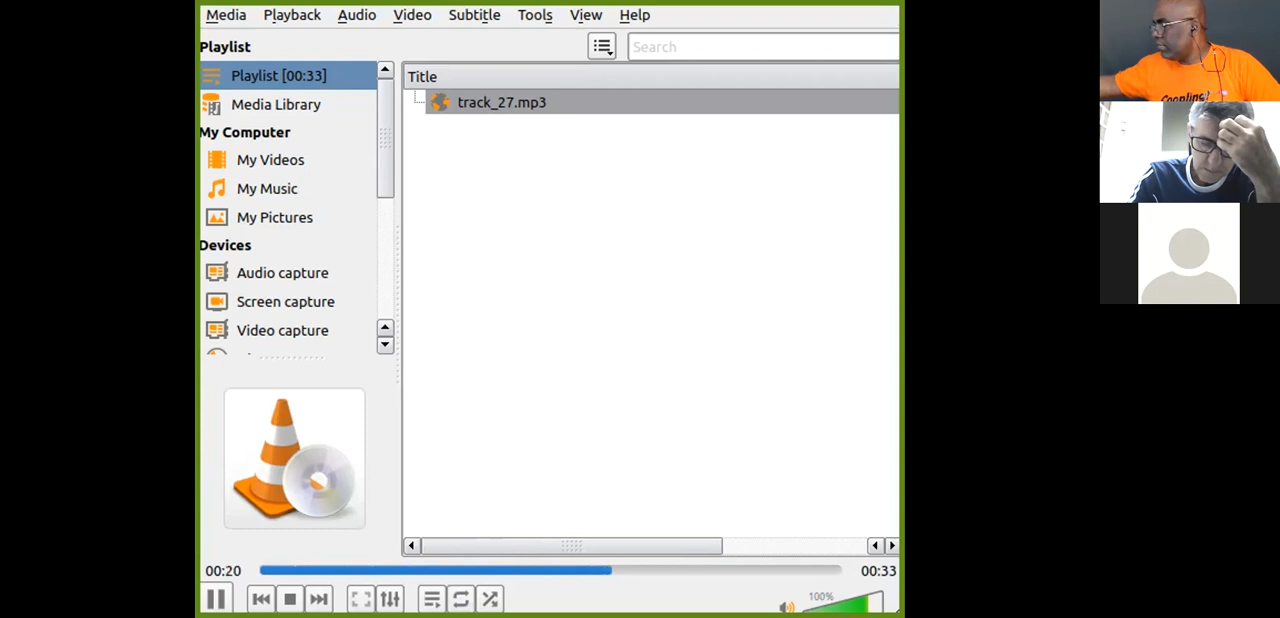 Media Playback Audio Video Subtitle Tools View Help
Playlist
Search
Playlist [00:33]
Title
track_27.mp3
Media Library
My Computer
My Videos
My Music
My Pictures
Devices
Audio capture
Screen capture
Video capture
00:20
00:33
100%